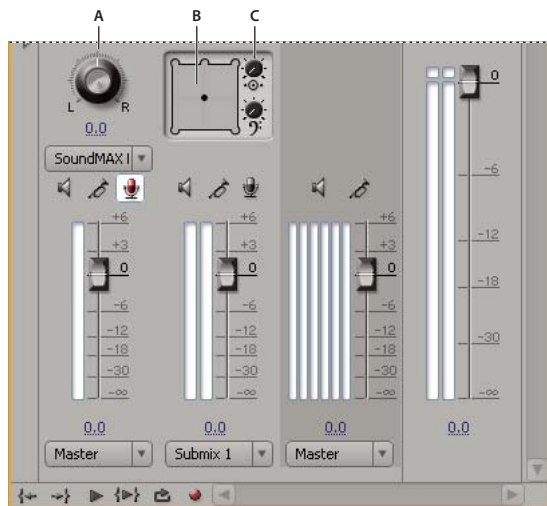 A B C
L R
0.0
SoundMAX I
+6 +6 +6 0
+3 +3 +3
0 0 0 -6
-6 -6 -6 -12
-12 -12 -12 -18
-18 -18 -18
-30 -30 -30 -30
-∞ -∞ -∞ -∞
0.0 0.0 0.0 0.0
Master Submix 1 Master